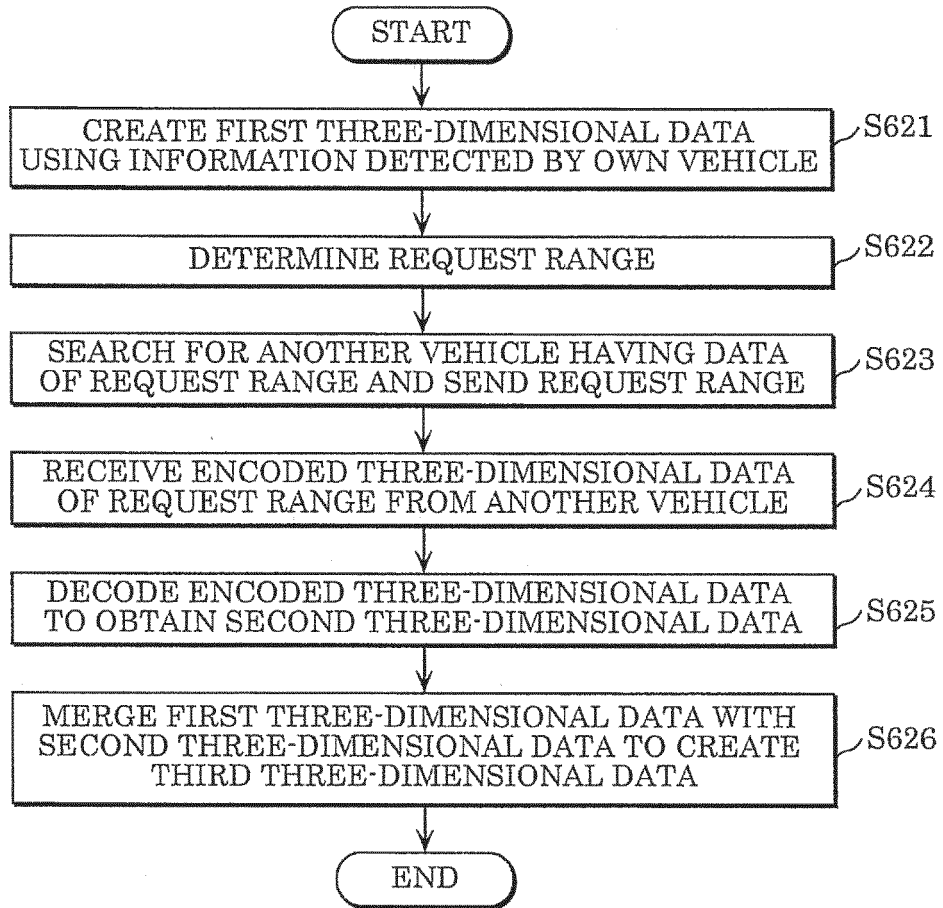 START
CREATE FIRST THREE-DIMENSIONAL DATA
USING INFORMATION DETECTED BY OWN VEHICLE
S621
DETERMINE REQUEST RANGE
S622
SEARCH FOR ANOTHER VEHICLE HAVING DATA
OF REQUEST RANGE AND SEND REQUEST RANGE
S623
RECEIVE ENCODED THREE-DIMENSIONAL DATA
OF REQUEST RANGE FROM ANOTHER VEHICLE
S624
DECODE ENCODED THREE-DIMENSIONAL DATA
TO OBTAIN SECOND THREE-DIMENSIONAL DATA
S625
MERGE FIRST THREE-DIMENSIONAL DATA WITH
SECOND THREE-DIMENSIONAL DATA TO CREATE
THIRD THREE-DIMENSIONAL DATA
S626
END